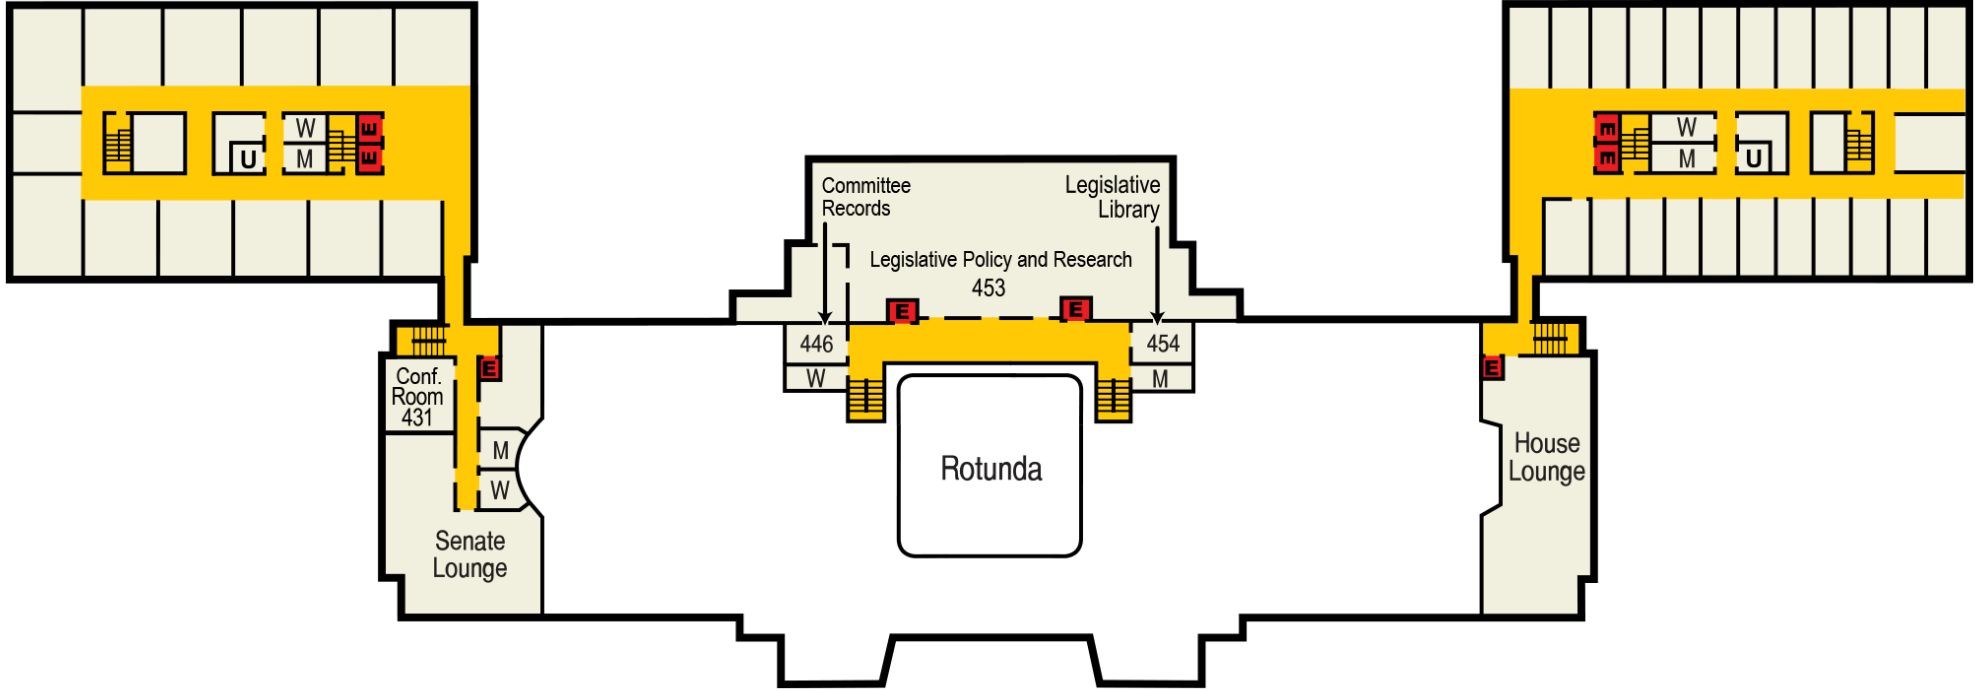 W
E
M
E
U
E
W
E
M
U
Committee
Records
Legislative
Library
Legislative Policy and Research
453
E
E
446
454
W
M
E
E
Conf.
Room
431
M
W
Rotunda
House
Lounge
Senate
Lounge